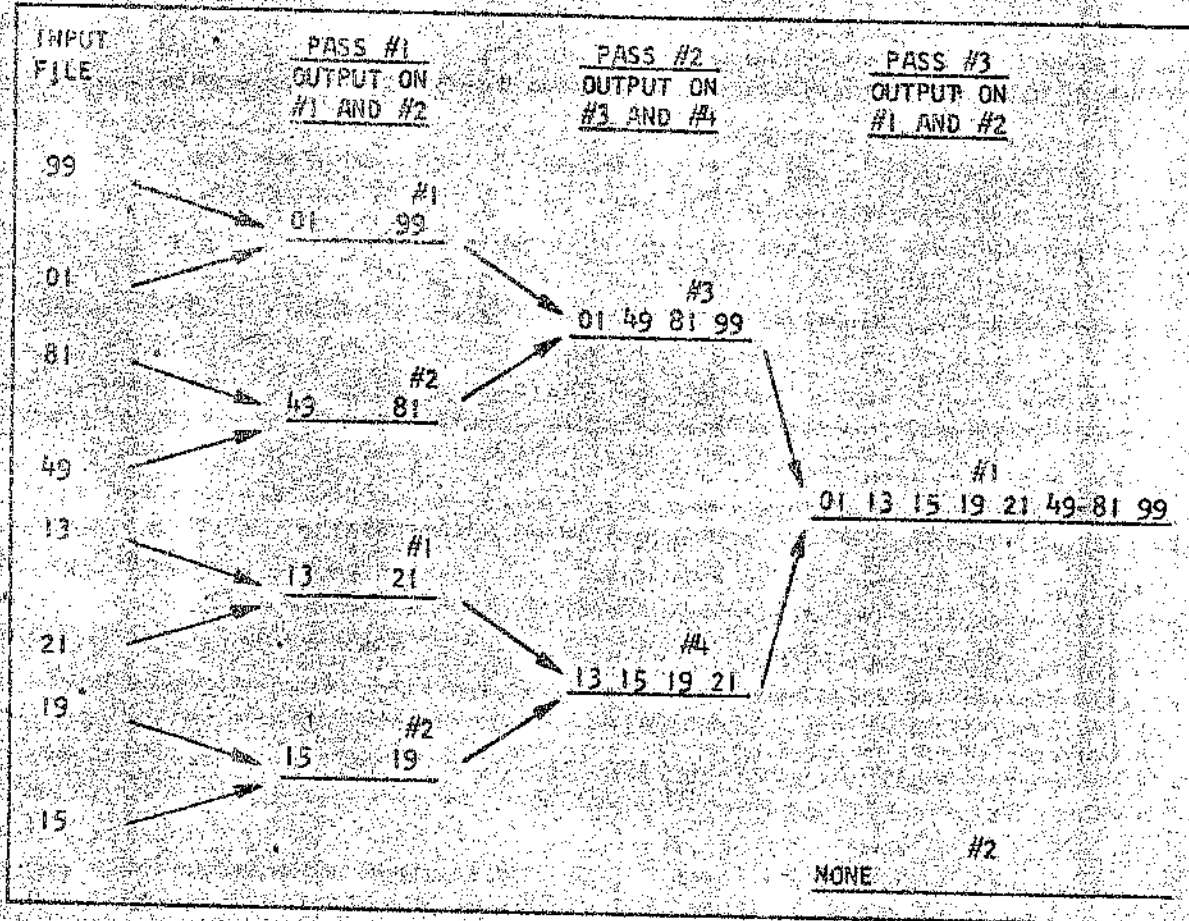 INPUT
FILE
PASS #1
OUTPUT ON
#1 AND #2
PASS #2
OUTPUT ON
#3 AND #4
PASS #3
OUTPUT ON
#1 AND #2
99
#1
01 99
01
#3
01 49 81 99
81
#2
49 81
49
#1
01 13 15 19 21 49-81 99
13
#1
13 21
21
#4
13 15 19 21
19
#2
15 19
15
#2
NONE